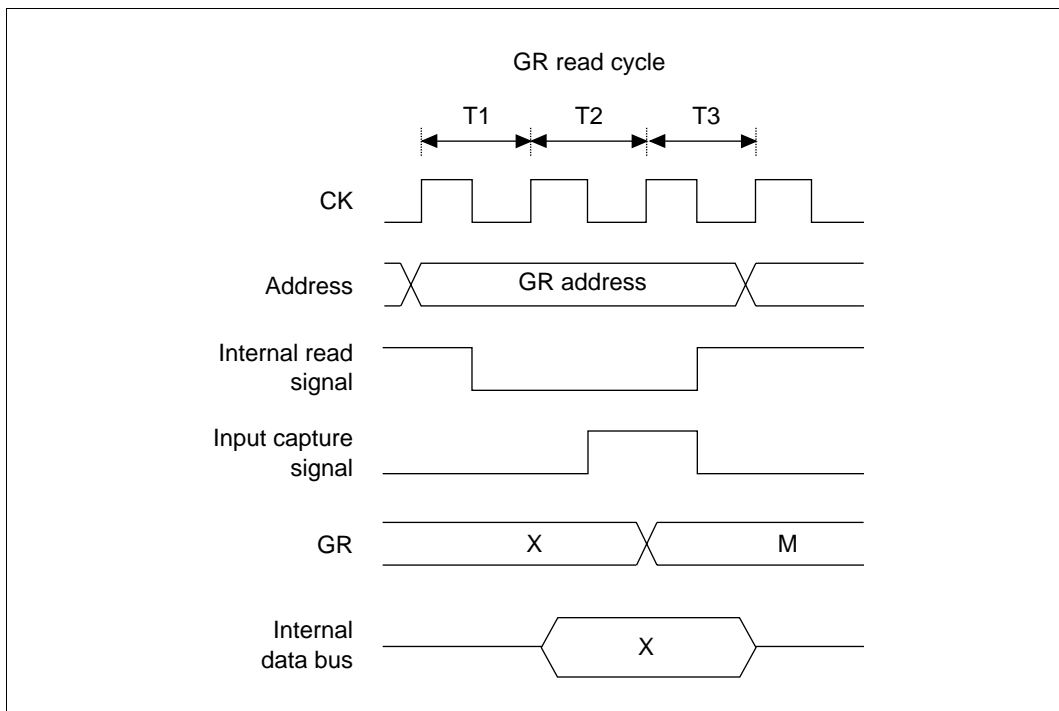 GR read cycle
T1 T2 T3
CK
Address
GR address
Internal read
signal
Input capture
signal
GR
X
M
Internal
data bus
X